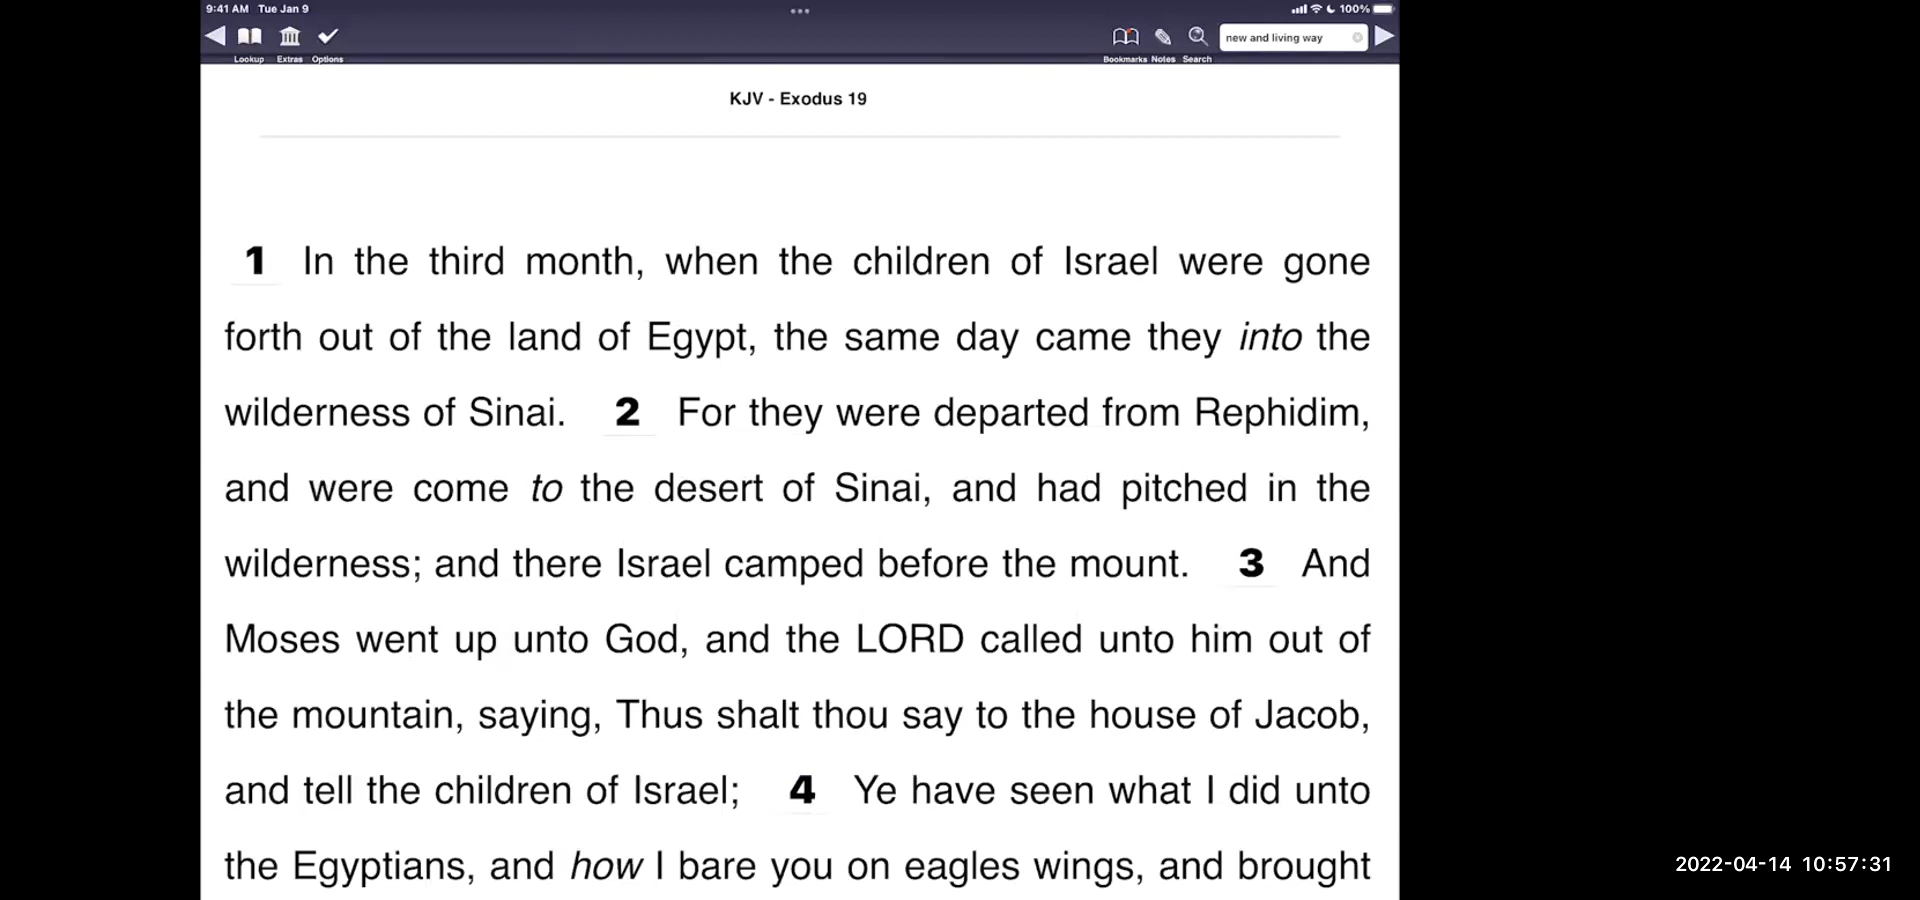 9:41 AM Tue Jan 9
100%
new and living way
Lookup Extras Options
Bookmarks Notes Search
KJV - Exodus 19
1 In the third month, when the children of Israel were gone
forth out of the land of Egypt, the same day came they into the
wilderness of Sinai. 2 For they were departed from Rephidim,
and were come to the desert of Sinai, and had pitched in the
wilderness; and there Israel camped before the mount. 3 And
Moses went up unto God, and the LORD called unto him out of
the mountain, saying, Thus shalt thou say to the house of Jacob,
and tell the children of Israel; 4 Ye have seen what I did unto
the Egyptians, and how I bare you on eagles wings, and brought
2022-04-14 10:57:31